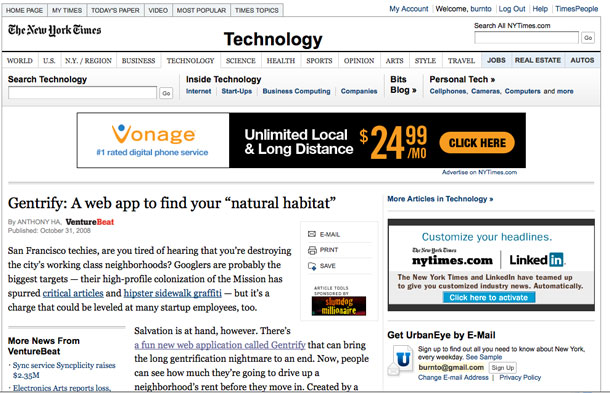 HOME PAGE MY TIMES TODAY'S PAPER VIDEO MOST POPULAR TIMES TOPICS
My Account Welcome, burnto Log Out Help TimesPeople
The New York Times
Technology
Search All NYTimes.com
Go
WORLD U.S. N.Y. / REGION BUSINESS TECHNOLOGY SCIENCE HEALTH SPORTS OPINION ARTS STYLE TRAVEL JOBS REAL ESTATE AUTOS
Search Technology
Go
Inside Technology
Internet Start-Ups Business Computing Companies
Bits
Blog »
Personal Tech »
Cellphones, Cameras, Computers and more
Vonage
#1 rated digital phone service
Unlimited Local
& Long Distance
$24.99
/MO
CLICK HERE
Advertise on NYTimes.com
Gentrify: A web app to find your “natural habitat”
By ANTHONY HA, VentureBeat
Published: October 31, 2008
San Francisco techies, are you tired of hearing that you’re destroying
the city’s working class neighborhoods? Googlers are probably the
biggest targets — their high-profile colonization of the Mission has
spurred critical articles and hipster sidewalk graffiti — but it’s a
charge that could be leveled at many startup employees, too.
E-MAIL
PRINT
SAVE
ARTICLE TOOLS
SPONSORED BY
slumdog
millionaire
More News From
VentureBeat
Sync service Syncplicity raises
$2.35M
Electronics Arts reports loss,
Salvation is at hand, however. There’s
a fun new web application called Gentrify that can bring
the long gentrification nightmare to an end. Now, people
can see how much they’re going to drive up a
neighborhood’s rent before they move in. Created by a
More Articles in Technology »
Customize your headlines.
The New York Times
nytimes.com
LinkedIn
The New York Times and LinkedIn have teamed up
to give you customized industry news. Automatically.
Click here to activate
Get UrbanEye by E-Mail
Sign up to find out all you need to know about New York,
every weekday. See Sample
burnto@gmail.com Sign Up
Change E-mail Address | Privacy Policy